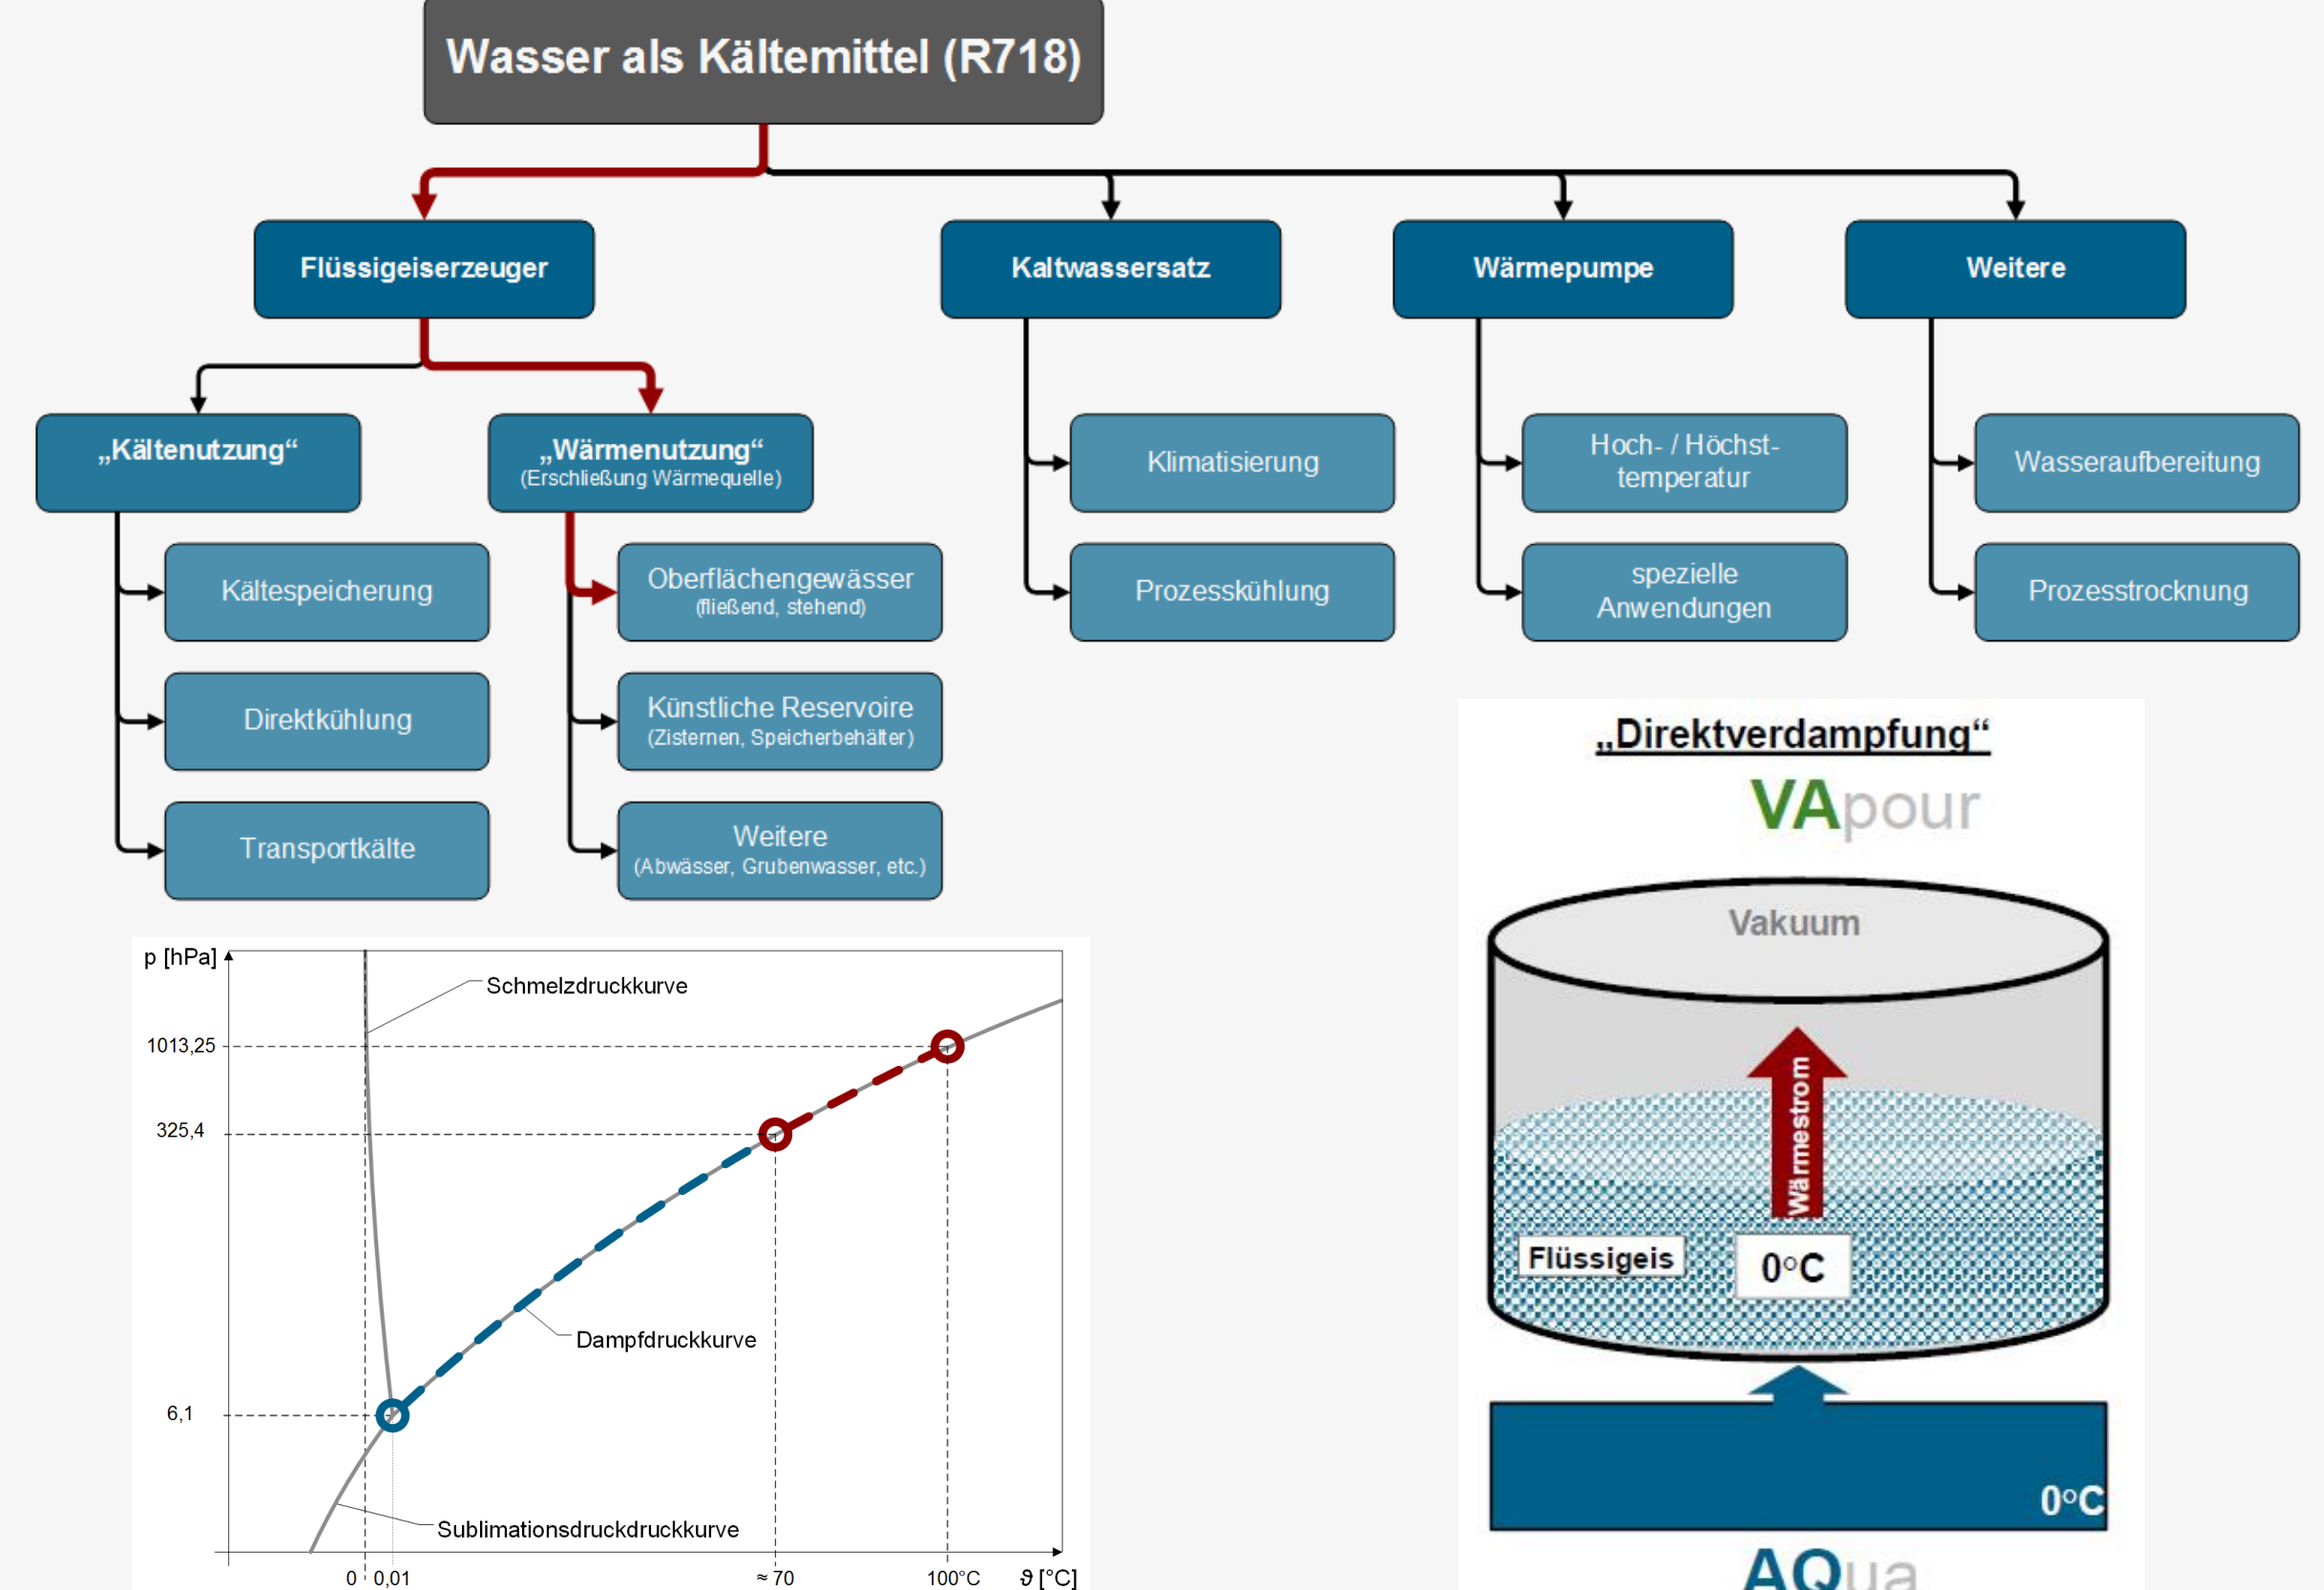 Wasser als Kältemittel (R718)
Flüssigeiserzeuger
Kaltwassersatz
Wärmepumpe
Weitere
„Kältenutzung“
„Wärmenutzung“
(Erschließung Wärmequelle)
Klimatisierung
Hoch- / Höchst-
temperatur
Wasseraufbereitung
Kältespeicherung
Oberflächengewässer
(fließend, stehend)
Prozesskühlung
spezielle
Anwendungen
Prozesstrocknung
Direktkühlung
Künstliche Reservoire
(Zisternen, Speicherbehälter)
Transportkälte
Weitere
(Abwässer, Grubenwasser, etc.)
p [hPa]
Schmelzdruckkurve
1013,25
325,4
Dampfdruckkurve
6,1
Sublimationsdruckdruckkurve
0
0,01
≈ 70
100°C
ϑ [°C]
„Direktverdampfung“
VApour
Vakuum
Wärmestrom
Flüssigeis
0°C
0°C
AQua